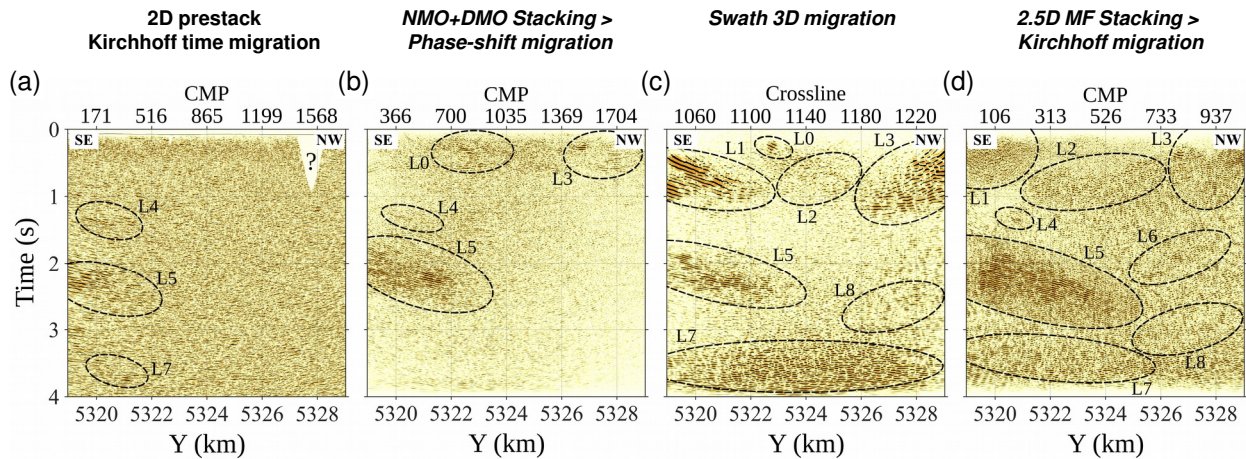 2D prestack
Kirchhoff time migration
NMO+DMO Stacking >
Phase-shift migration
Swath 3D migration
2.5D MF Stacking >
Kirchhoff migration
(a)
CMP
171 516 865 1199 1568
0
1
2
3
4
Time (s)
SE
NW
?
L4
L5
L7
5320 5322 5324 5326 5328
Y (km)
(b)
CMP
366 700 1035 1369 1704
SE
NW
L0
L3
L4
L5
5320 5322 5324 5326 5328
Y (km)
(c)
Crossline
1060 1100 1140 1180 1220
SE
NW
L1
L0
L3
L2
L5
L8
L7
5320 5322 5324 5326 5328
Y (km)
(d)
CMP
106 313 526 733 937
SE
NW
L2
L3
L1
L4
L6
L5
L8
L7
5320 5322 5324 5326 5328
Y (km)